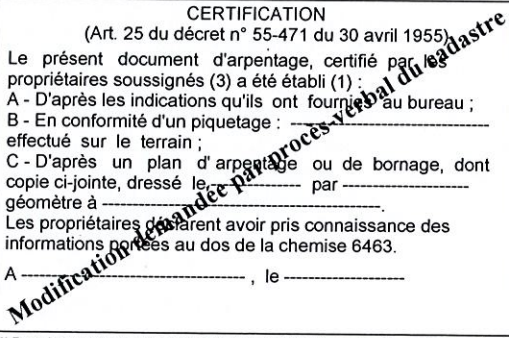 CERTIFICATION
(Art. 25 du décret n° 55-471 du 30 avril 1955)
Le présent document d'arpentage, certifié par les
propriétaires soussignés (3) a été établi (1) :
A - D'après les indications qu'ils ont fournies au bureau ;
B - En conformité d'un piquetage : ----------------------------
effectué sur le terrain ;
C - D'après un plan d' arpentage ou de bornage, dont
copie ci-jointe, dressé le, ------------- par ------------------
géomètre à ----------------------------------------.
Les propriétaires déclarent avoir pris connaissance des
informations portées au dos de la chemise 6463.
A -------------------------------- , le -----------------
Modification demandée par procès-verbal du cadastre